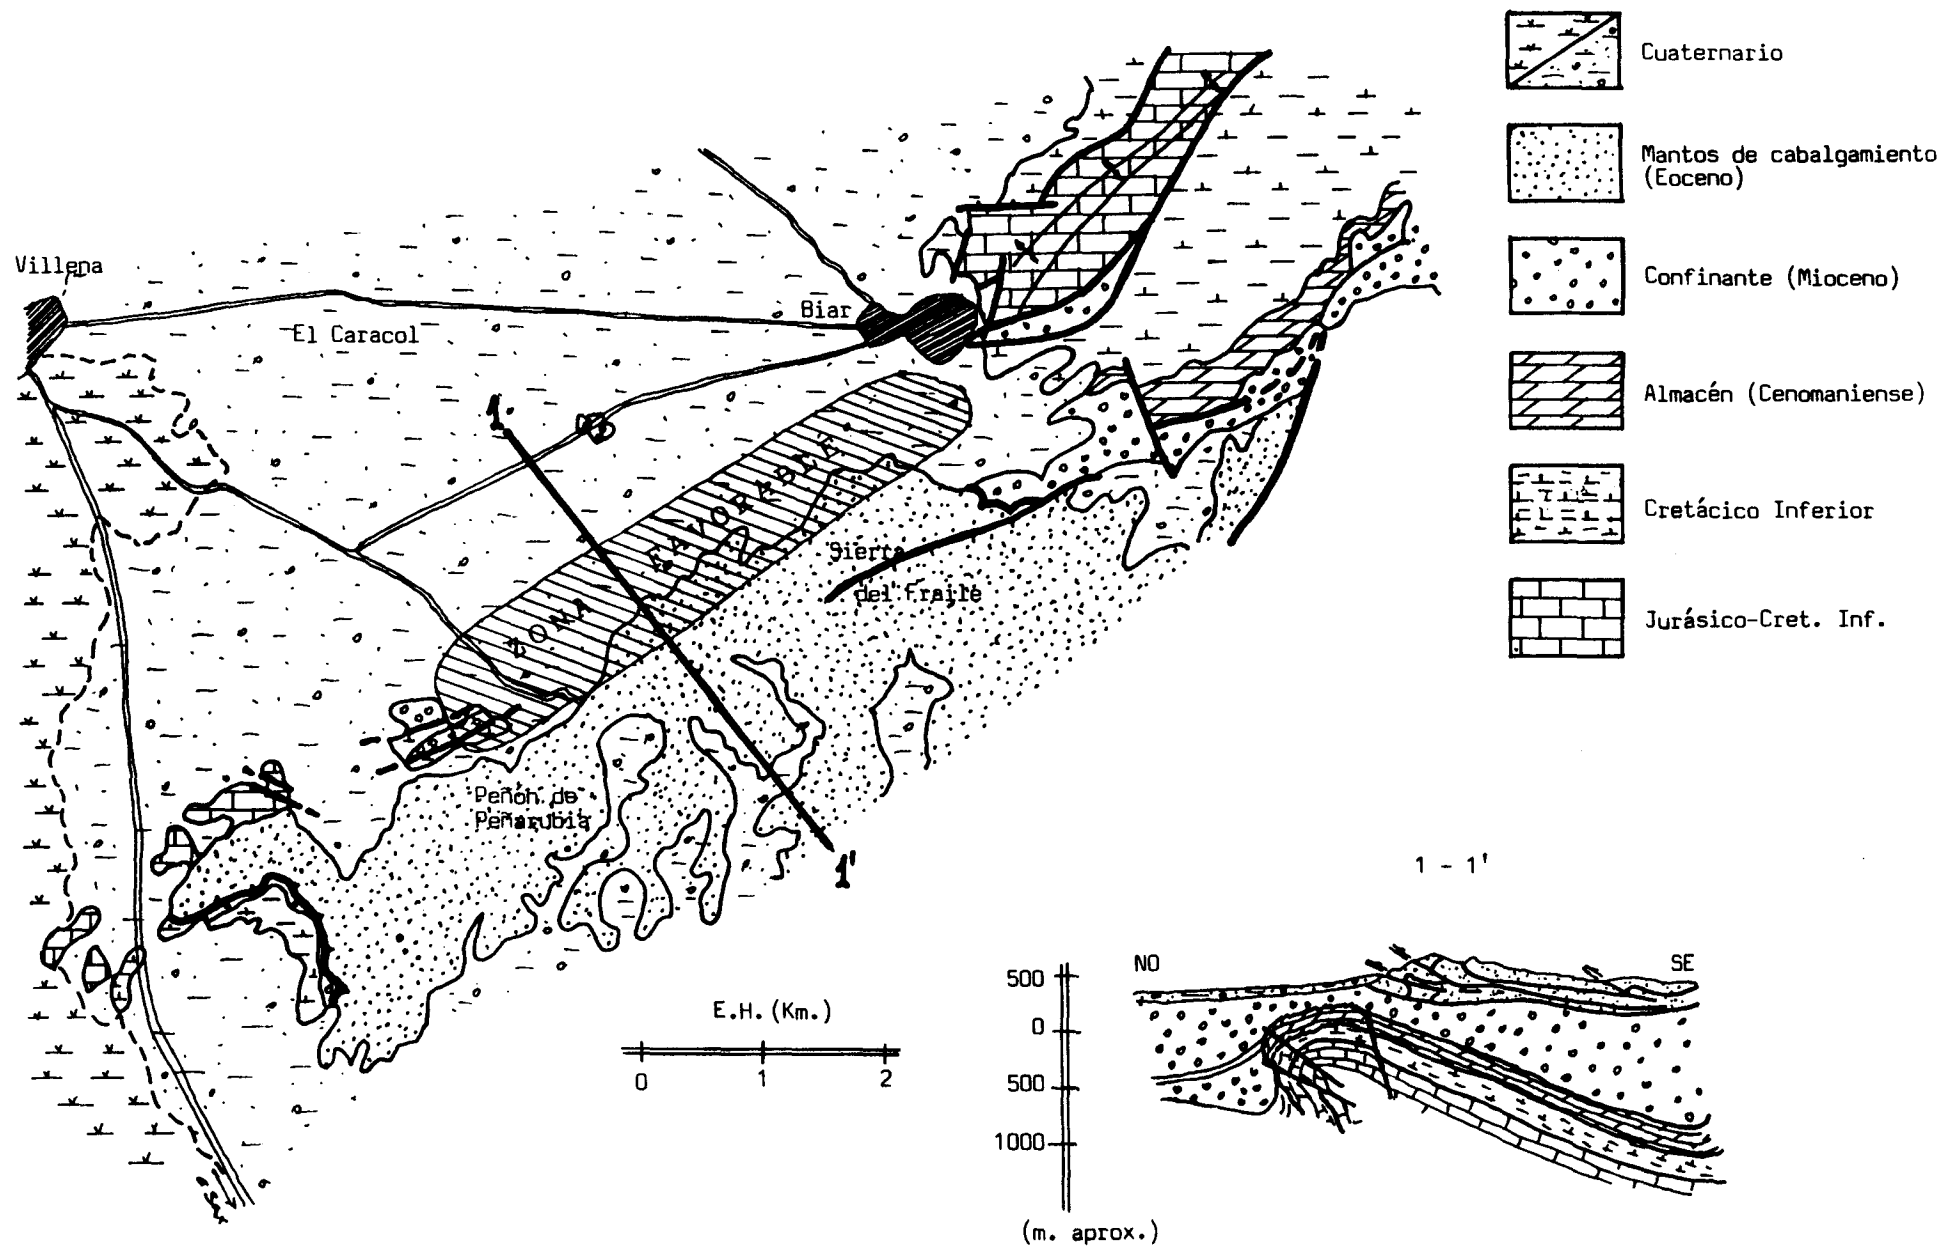 Villena
El Caracol
Biar
1
ZONA FAVORABLE
Sierra
del Fraile
Peñón de
Peñarubia
1'
E.H. (Km.)
0 1 2
Cuaternario
Mantos de cabalgamiento
(Eoceno)
Confinante (Mioceno)
Almacén (Cenomaniense)
Cretácico Inferior
Jurásico-Cret. Inf.
1 - 1'
NO
SE
500
0
500
1000
(m. aprox.)